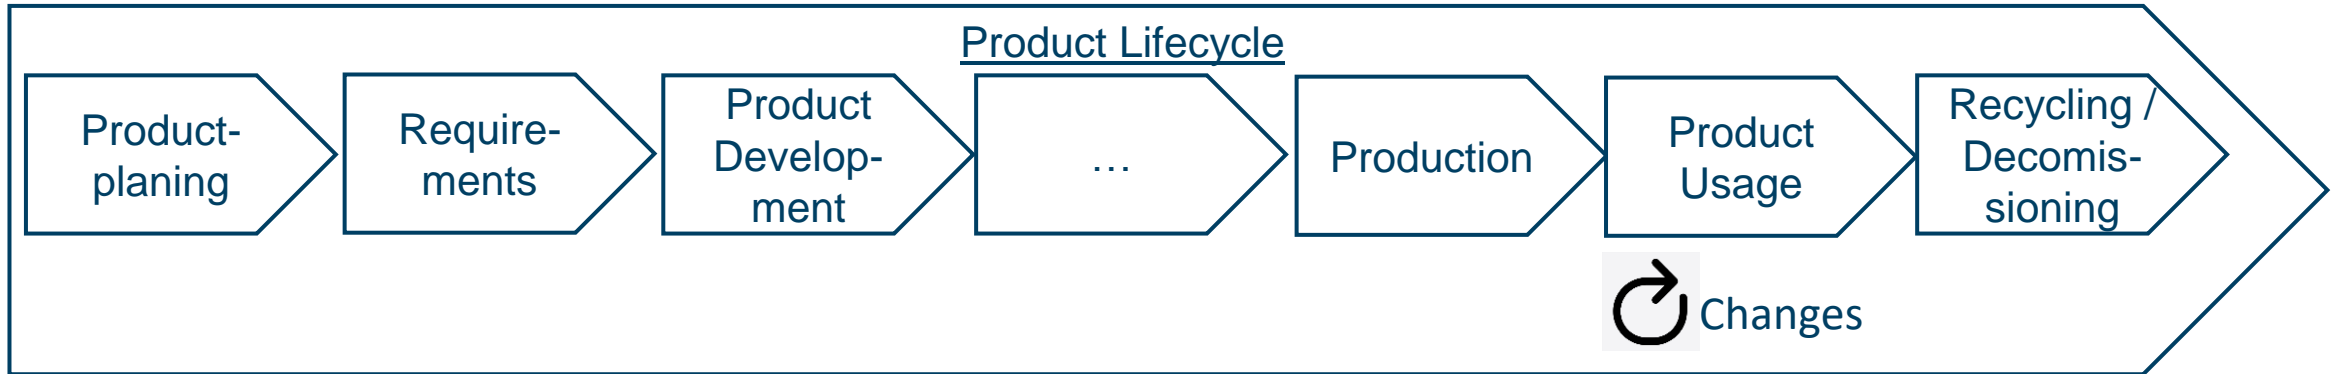 Product Lifecycle
Product-
planing
Require-
ments
Product
Develop-
ment
…
Production
Product
Usage
Recycling /
Decomis-
sioning
Changes